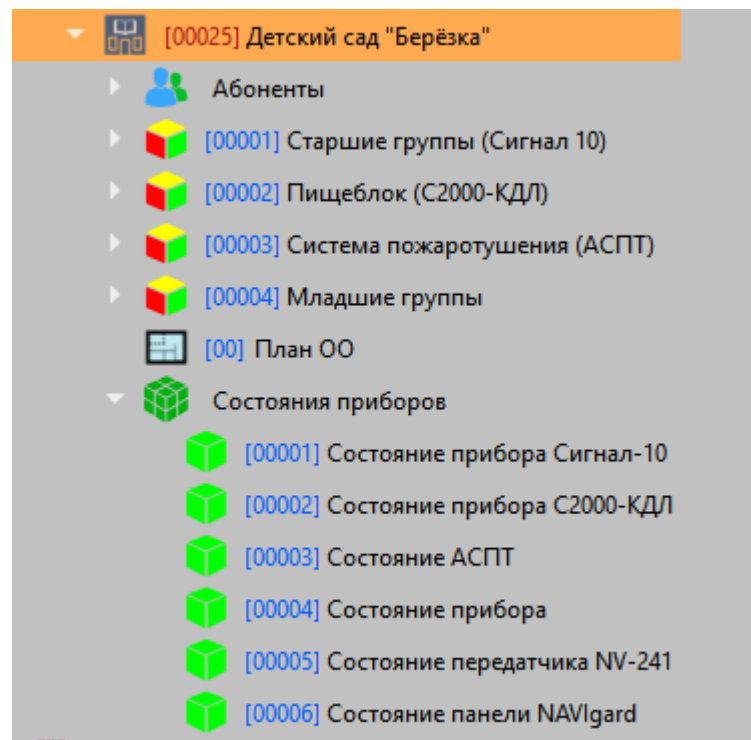 [00025] Детский сад "Берёзка"
Абоненты
[00001] Старшие группы (Сигнал 10)
[00002] Пищеблок (С2000-КДЛ)
[00003] Система пожаротушения (АСПТ)
[00004] Младшие группы
[00] План ОО
Состояния приборов
[00001] Состояние прибора Сигнал-10
[00002] Состояние прибора С2000-КДЛ
[00003] Состояние АСПТ
[00004] Состояние прибора
[00005] Состояние передатчика NV-241
[00006] Состояние панели NAVIgard